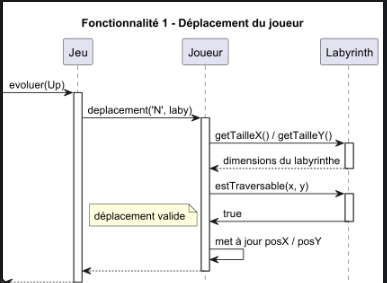 Fonctionnalité 1 - Déplacement du joueur
Jeu
Joueur
Labyrinth
evoluer(Up)
deplacement('N', laby)
getTailleX() / getTailleY()
dimensions du labyrinthe
estTraversable(x, y)
déplacement valide
true
met à jour posX / posY